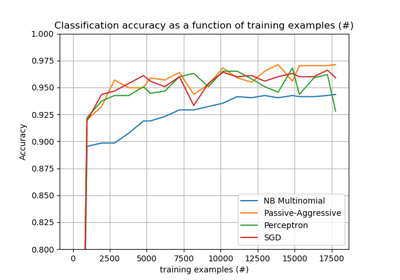 Classification accuracy as a function of training examples (#)
1.000
0.975
0.950
0.925
0.900
0.875
0.850
0.825
0.800
Accuracy
NB Multinomial
Passive-Aggressive
Perceptron
SGD
0 2500 5000 7500 10000 12500 15000 17500
training examples (#)